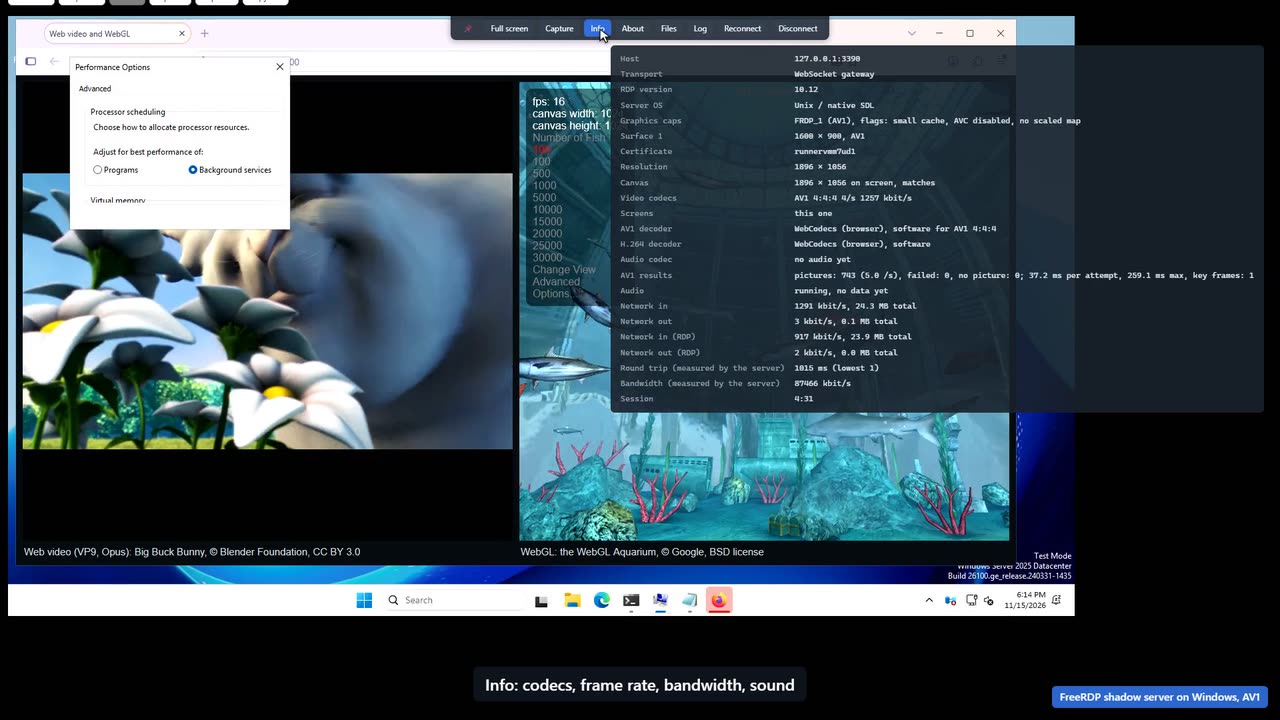 Web video and WebGL
Full screen
Capture
Info
About
Files
Log
Reconnect
Disconnect
Performance Options
Advanced
Processor scheduling
Choose how to allocate processor resources.
Adjust for best performance of:
Programs
Background services
Virtual memory
fps: 16
canvas width: 10
canvas height: 1
Number of Fish
100
500
1000
5000
10000
15000
20000
25000
30000
Change View
Advanced
Options..
Host 127.0.0.1:3390
Transport WebSocket gateway
RDP version 10.12
Server OS Unix / native SDL
Graphics caps FRDP_1 (AV1), flags: small cache, AVC disabled, no scaled map
Surface 1 1600 × 900, AV1
Certificate runnervmm7ud1
Resolution 1896 × 1056
Canvas 1896 × 1056 on screen, matches
Video codecs AV1 4:4:4 4/s 1257 kbit/s
Screens this one
AV1 decoder WebCodecs (browser), software for AV1 4:4:4
H.264 decoder WebCodecs (browser), software
Audio codec no audio yet
AV1 results pictures: 743 (5.0 /s), failed: 0, no picture: 0; 37.2 ms per attempt, 259.1 ms max, key frames: 1
Audio running, no data yet
Network in 1291 kbit/s, 24.3 MB total
Network out 3 kbit/s, 0.1 MB total
Network in (RDP) 917 kbit/s, 23.9 MB total
Network out (RDP) 2 kbit/s, 0.0 MB total
Round trip (measured by the server) 1015 ms (lowest 1)
Bandwidth (measured by the server) 87466 kbit/s
Session 4:31
Web video (VP9, Opus): Big Buck Bunny, © Blender Foundation, CC BY 3.0
WebGL: the WebGL Aquarium, © Google, BSD license
Test Mode
Windows Server 2025 Datacenter
Build 26100.ge_release.240331-1435
Search
6:14 PM
11/15/2026
Info: codecs, frame rate, bandwidth, sound
FreeRDP shadow server on Windows, AV1